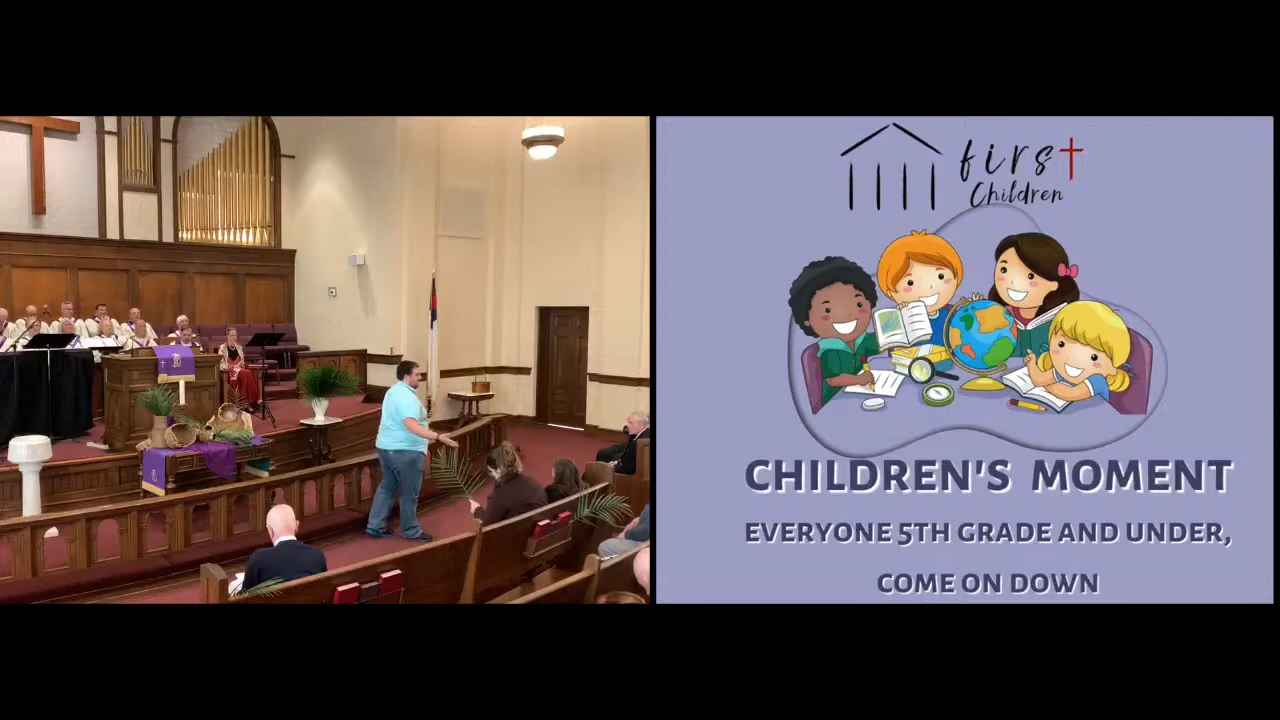 first
Children
CHILDREN'S MOMENT
EVERYONE 5TH GRADE AND UNDER,
COME ON DOWN